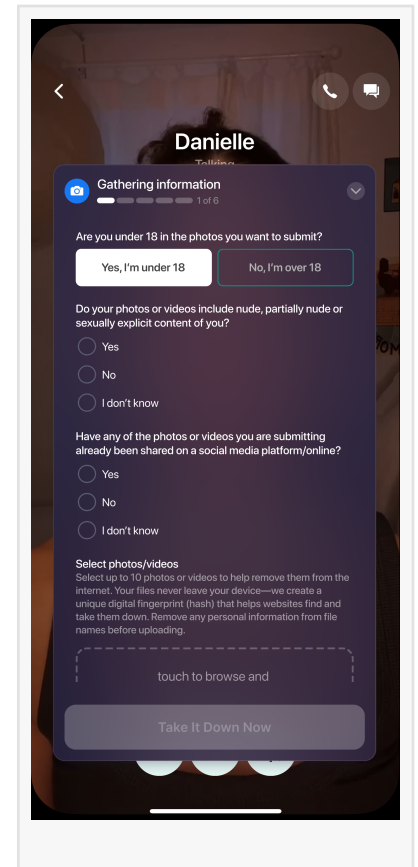 Danielle
Talking
Gathering information
1 of 6
Are you under 18 in the photos you want to submit?
Yes, I'm under 18
No, I'm over 18
Do your photos or videos include nude, partially nude or
sexually explicit content of you?
Yes
No
I don't know
Have any of the photos or videos you are submitting
already been shared on a social media platform/online?
Yes
No
I don't know
Select photos/videos
Select up to 10 photos or videos to help remove them from the
internet. Your files never leave your device—we create a
unique digital fingerprint (hash) that helps websites find and
take them down. Remove any personal information from file
names before uploading.
touch to browse and
Take It Down Now